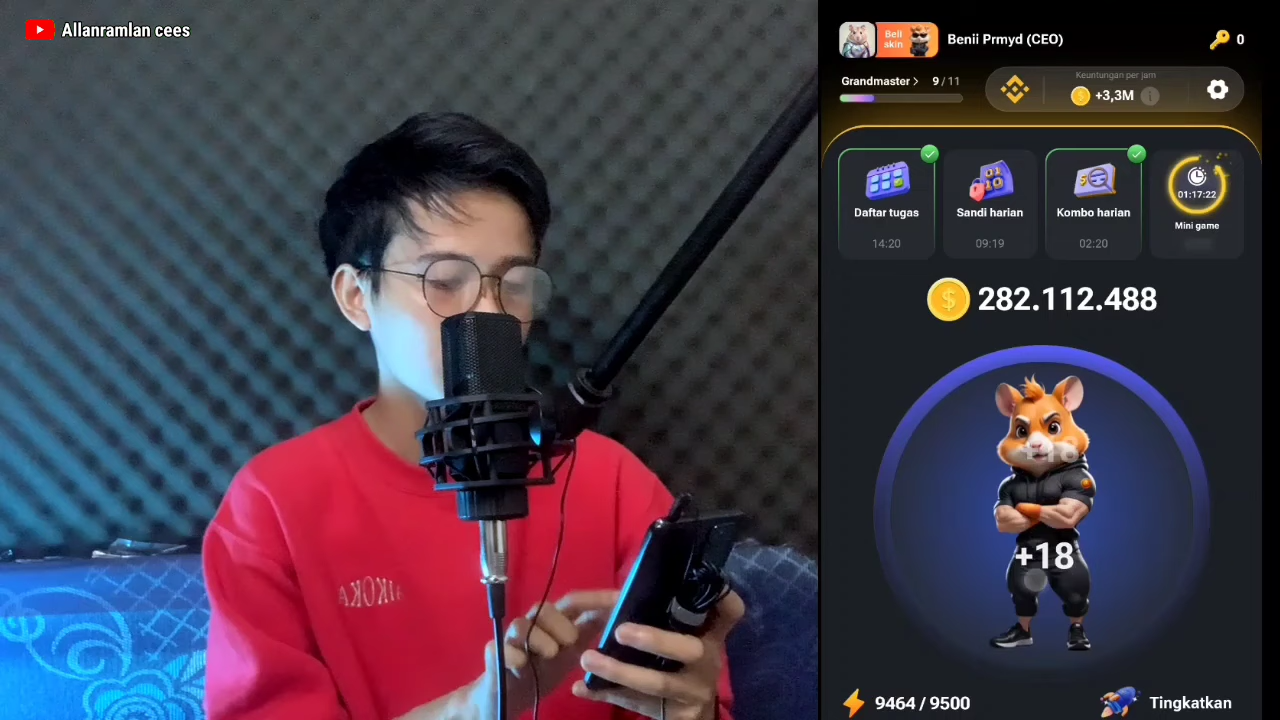 Allanramlan cees
Beli
skin
Benii Prmyd (CEO)
0
Grandmaster >
9 / 11
Keuntungan per jam
+3,3M
Daftar tugas
14:20
Sandi harian
09:19
Kombo harian
02:20
01:17:22
Mini game
282.112.488
+18
+18
AIKOKA
9464 / 9500
Tingkatkan